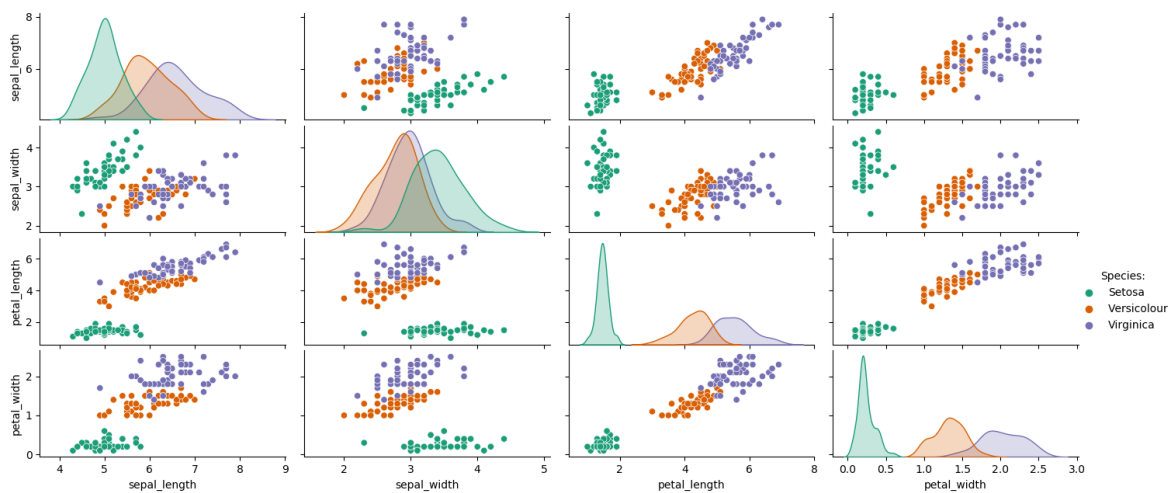 sepal_length
8
6
sepal_width
4
3
2
petal_length
6
4
2
petal_width
2
1
0
4
5
6
7
8
9
sepal_length
2
3
4
5
sepal_width
2
4
6
8
petal_length
0.0
0.5
1.0
1.5
2.0
2.5
3.0
petal_width
Species:
Setosa
Versicolour
Virginica